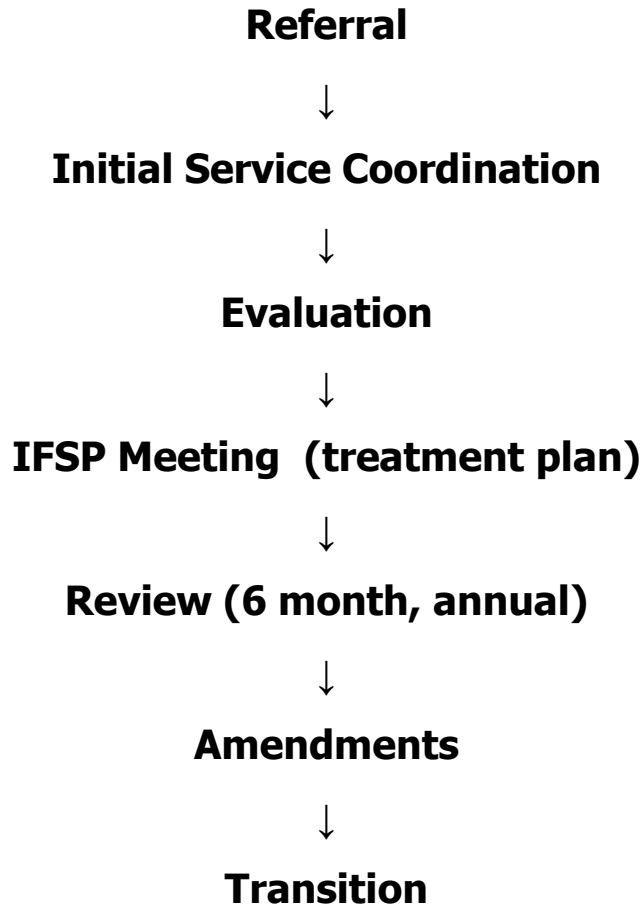 Referral
↓
Initial Service Coordination
↓
Evaluation
↓
IFSP Meeting  (treatment plan)
↓
Review (6 month, annual)
↓
Amendments
↓
Transition